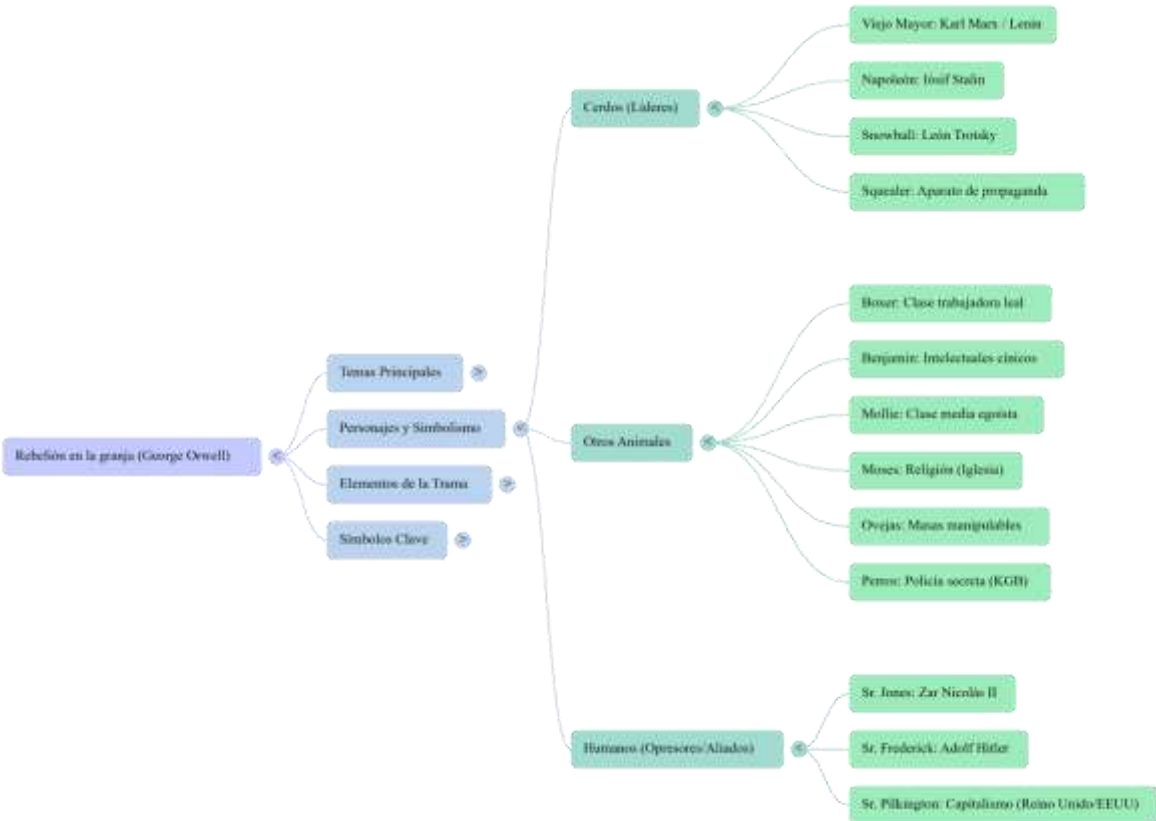 Rebelión en la granja (George Orwell)
Temas Principales
Personajes y Simbolismo
Elementos de la Trama
Símbolos Clave
Cerdos (Líderes)
Viejo Mayor: Karl Marx / Lenin
Napoleón: Iósif Stalin
Snowball: León Trotsky
Squealer: Aparato de propaganda
Otros Animales
Boxer: Clase trabajadora leal
Benjamin: Intelectuales cínicos
Mollie: Clase media egoísta
Moses: Religión (Iglesia)
Ovejas: Masas manipulables
Perros: Policía secreta (KGB)
Humanos (Opresores/Aliados)
Sr. Jones: Zar Nicolás II
Sr. Frederick: Adolf Hitler
Sr. Pilkington: Capitalismo (Reino Unido/EEUU)